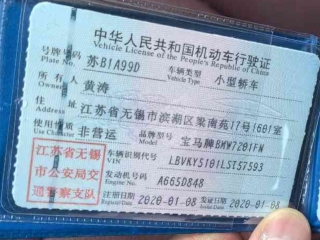 中华人民共和国机动车行驶证
Vehicle License of the People's Republic of China
号牌号码 苏B1A99D 车辆类型 小型轿车
Plate No. Vehicle Type
所有人 黄涛
Owner
住址 江苏省无锡市滨湖区梁南苑17号1601室
Address
使用性质 非营运 品牌型号 宝马牌BMW7201FM
Use Character Model
江苏省无锡市公安局交通警察支队
车辆识别代号 LBVKY5101LST57593
VIN
发动机号码 A665D848
Engine No.
注册日期 2020-01-08 发证日期 2020-01-08
Register Date Issue Date